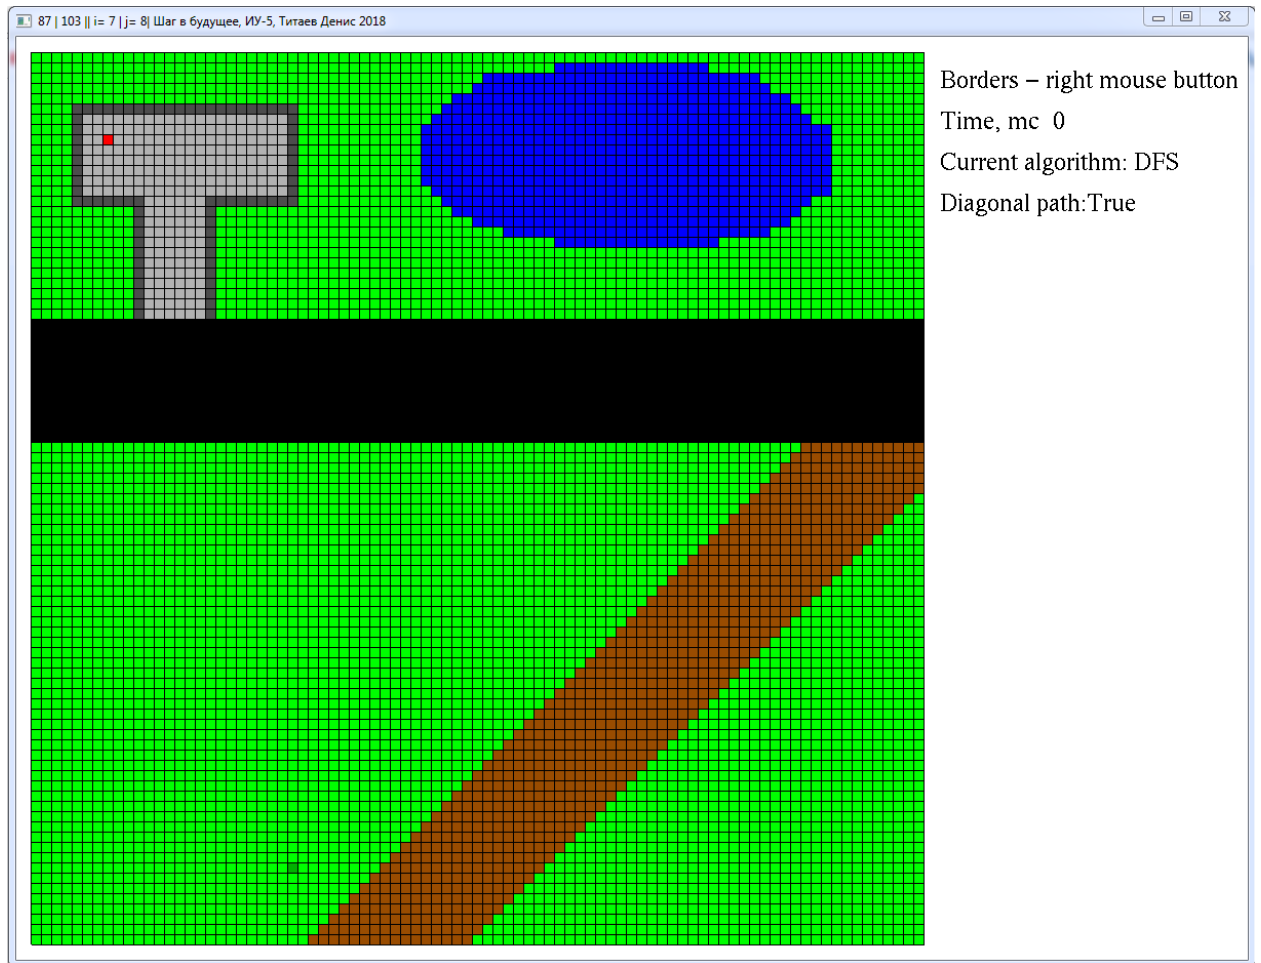 87 | 103 || i= 7 | j= 8| Шаг в будущее, ИУ-5, Титаев Денис 2018
Borders – right mouse button
Time, mc 0
Current algorithm: DFS
Diagonal path:True